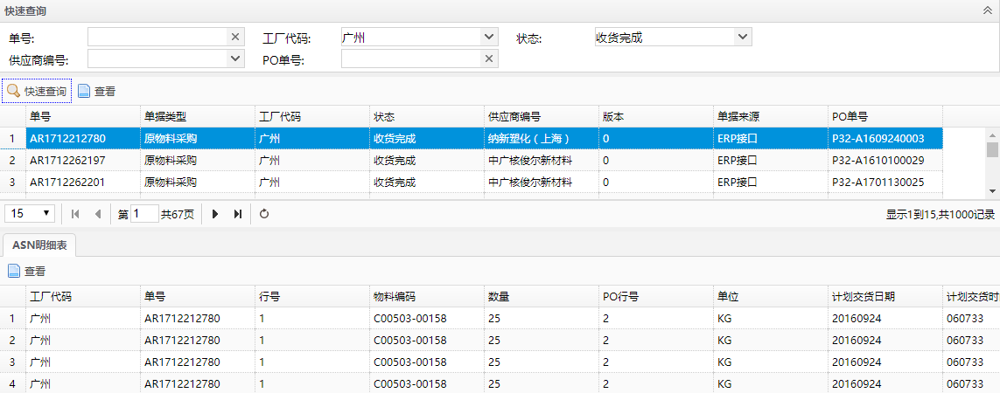 快速查询
单号: 工厂代码: 广州 状态: 收货完成
供应商编号: PO单号:
快速查询 查看
单号 单据类型 工厂代码 状态 供应商编号 版本 单据来源 PO单号
1 AR1712212780 原物料采购 广州 收货完成 纳新塑化（上海） 0 ERP接口 P32-A1609240003
2 AR1712262197 原物料采购 广州 收货完成 中广核俊尔新材料 0 ERP接口 P32-A1610100029
3 AR1712262201 原物料采购 广州 收货完成 中广核俊尔新材料 0 ERP接口 P32-A1701130025
15 第 1 共67页 显示1到15,共1000记录
ASN明细表
查看
工厂代码 单号 行号 物料编码 数量 PO行号 单位 计划交货日期 计划交货时
1 广州 AR1712212780 1 C00503-00158 25 2 KG 20160924 060733
2 广州 AR1712212780 1 C00503-00158 25 2 KG 20160924 060733
3 广州 AR1712212780 1 C00503-00158 25 2 KG 20160924 060733
4 广州 AR1712212780 1 C00503-00158 25 2 KG 20160924 060733